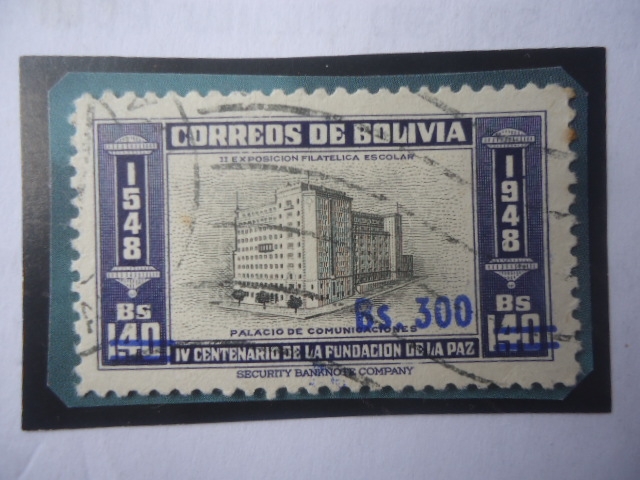 CORREOS DE BOLIVIA
II EXPOSICION FILATELICA ESCOLAR
1548
1948
Bs. 300
PALACIO DE COMUNICACIONES
Bs
1.40
Bs
1.40
IV CENTENARIO DE LA FUNDACION DE LA PAZ
SECURITY BANKNOTE COMPANY